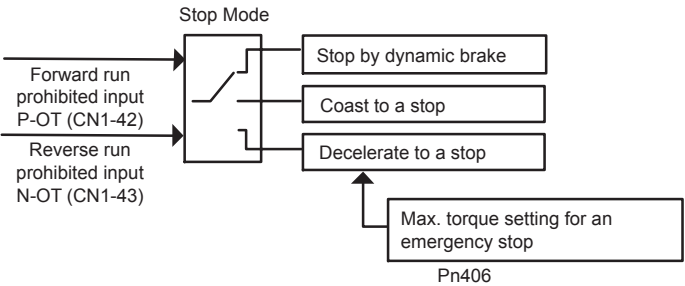 Stop Mode
Stop by dynamic brake
Forward run
prohibited input
P-OT (CN1-42)
Coast to a stop
Reverse run
prohibited input
N-OT (CN1-43)
Decelerate to a stop
Max. torque setting for an
emergency stop
Pn406